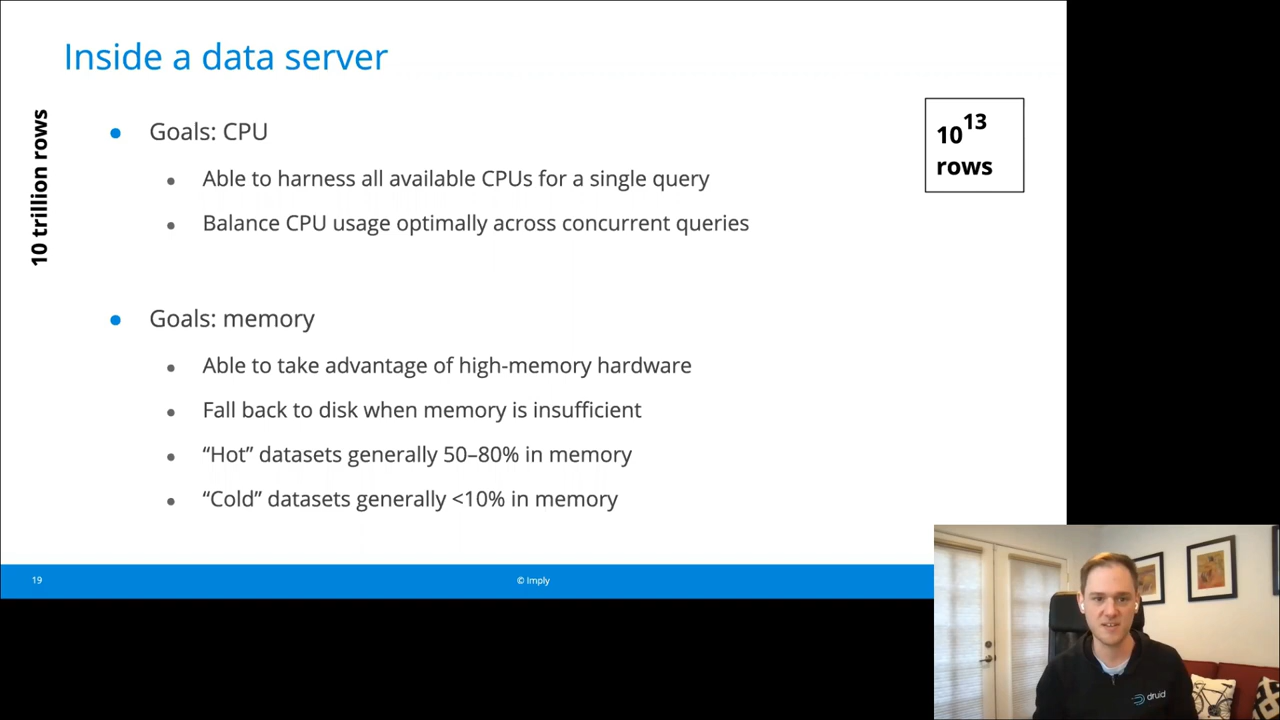 Inside a data server
10 trillion rows
● Goals: CPU
● Able to harness all available CPUs for a single query
● Balance CPU usage optimally across concurrent queries
● Goals: memory
● Able to take advantage of high-memory hardware
● Fall back to disk when memory is insufficient
● “Hot” datasets generally 50–80% in memory
● “Cold” datasets generally <10% in memory
10¹³
rows
19
© Imply
druid